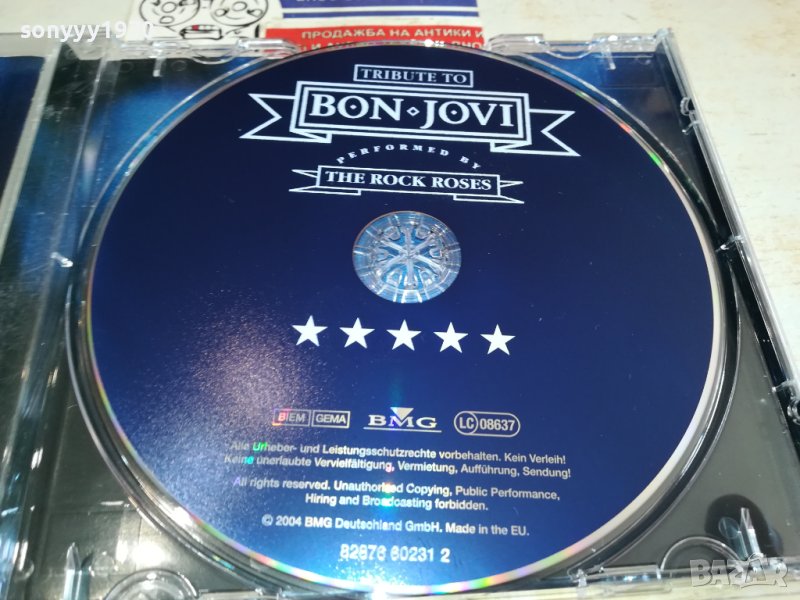 sonyyy1980
ПРОДАЖБА НА АНТИКИ И
TRIBUTE TO
BON◆JOVI
PERFORMED BY
THE ROCK ROSES
BIEM GEMA BMG LC 08637
Alle Urheber- und Leistungsschutzrechte vorbehalten. Kein Verleih!
Keine unerlaubte Vervielfältigung, Vermietung, Aufführung, Sendung!
All rights reserved. Unauthorised Copying, Public Performance,
Hiring and Broadcasting forbidden.
© 2004 BMG Deutschland GmbH. Made in the EU.
82876 60231 2
BAZAR